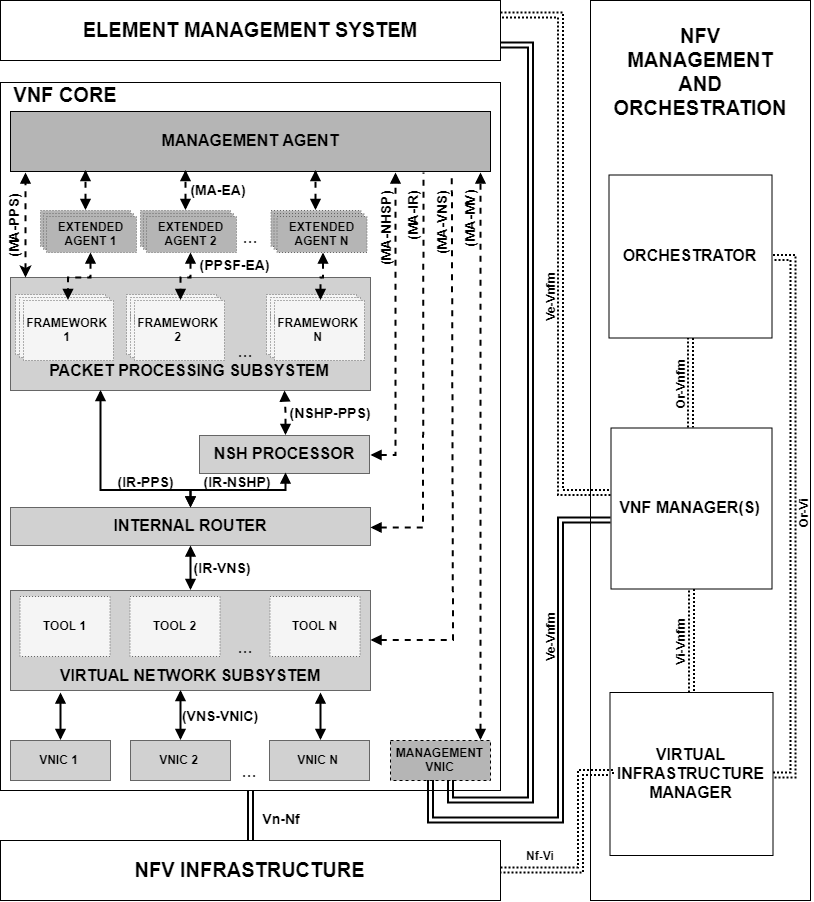 ELEMENT MANAGEMENT SYSTEM
VNF CORE
MANAGEMENT AGENT
(MA-PPS)
(MA-EA)
(MA-NHSP)
(MA-IR)
(MA-VNS)
(MA-MV)
EXTENDED
AGENT 1
EXTENDED
AGENT 2
...
EXTENDED
AGENT N
(PPSF-EA)
FRAMEWORK
1
FRAMEWORK
2
...
FRAMEWORK
N
PACKET PROCESSING SUBSYSTEM
(NSHP-PPS)
NSH PROCESSOR
(IR-PPS)
(IR-NSHP)
INTERNAL ROUTER
(IR-VNS)
TOOL 1
TOOL 2
...
TOOL N
VIRTUAL NETWORK SUBSYSTEM
(VNS-VNIC)
VNIC 1
VNIC 2
...
VNIC N
MANAGEMENT
VNIC
Vn-Nf
NFV INFRASTRUCTURE
Ve-Vnfm
Ve-Vnfm
Nf-Vi
NFV
MANAGEMENT
AND
ORCHESTRATION
ORCHESTRATOR
Or-Vnfm
VNF MANAGER(S)
Or-Vi
Vi-Vnfm
VIRTUAL
INFRASTRUCTURE
MANAGER